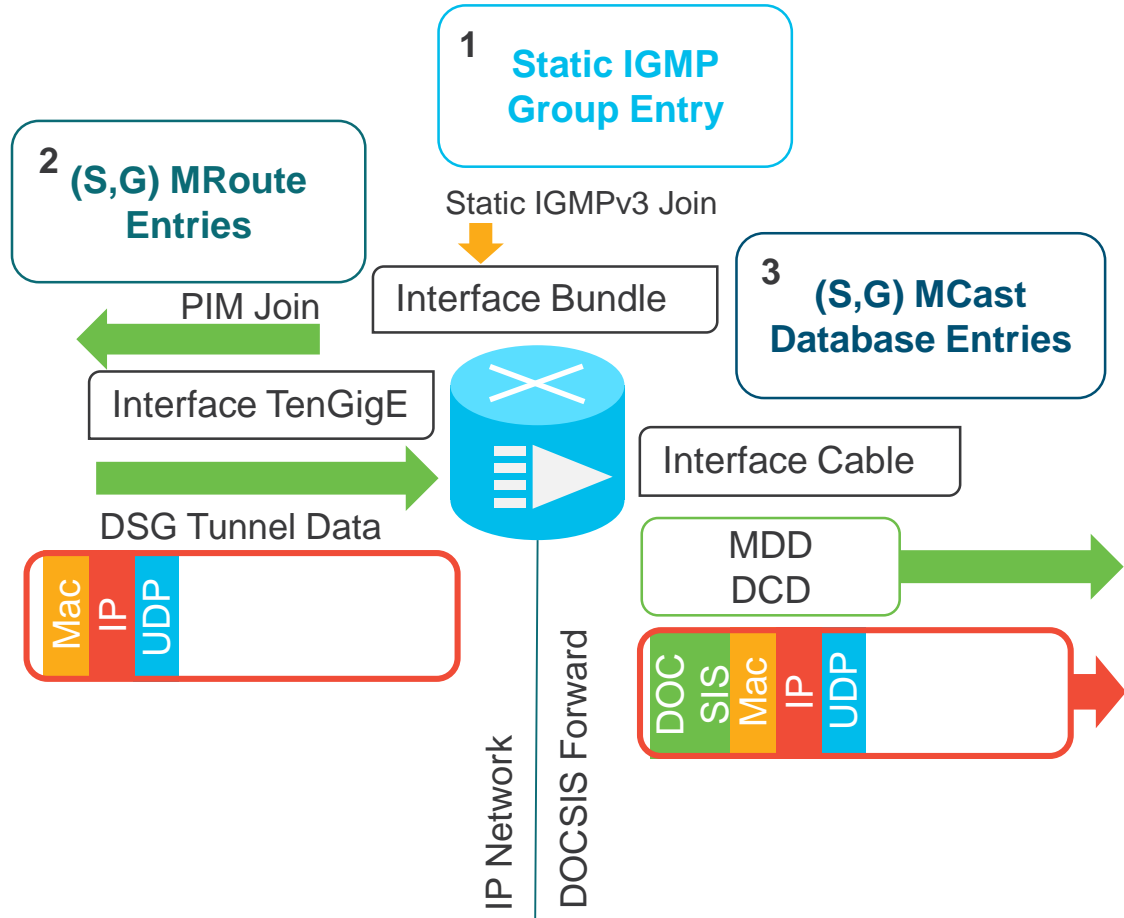 1
Static IGMP
Group Entry
2
(S,G) MRoute
Entries
Static IGMPv3 Join
3
(S,G) MCast
Database Entries
Interface Bundle
PIM Join
Interface TenGigE
Interface Cable
DSG Tunnel Data
MDD
DCD
Mac
IP
UDP
DOC
SIS
Mac
IP
UDP
IP Network
DOCSIS Forward